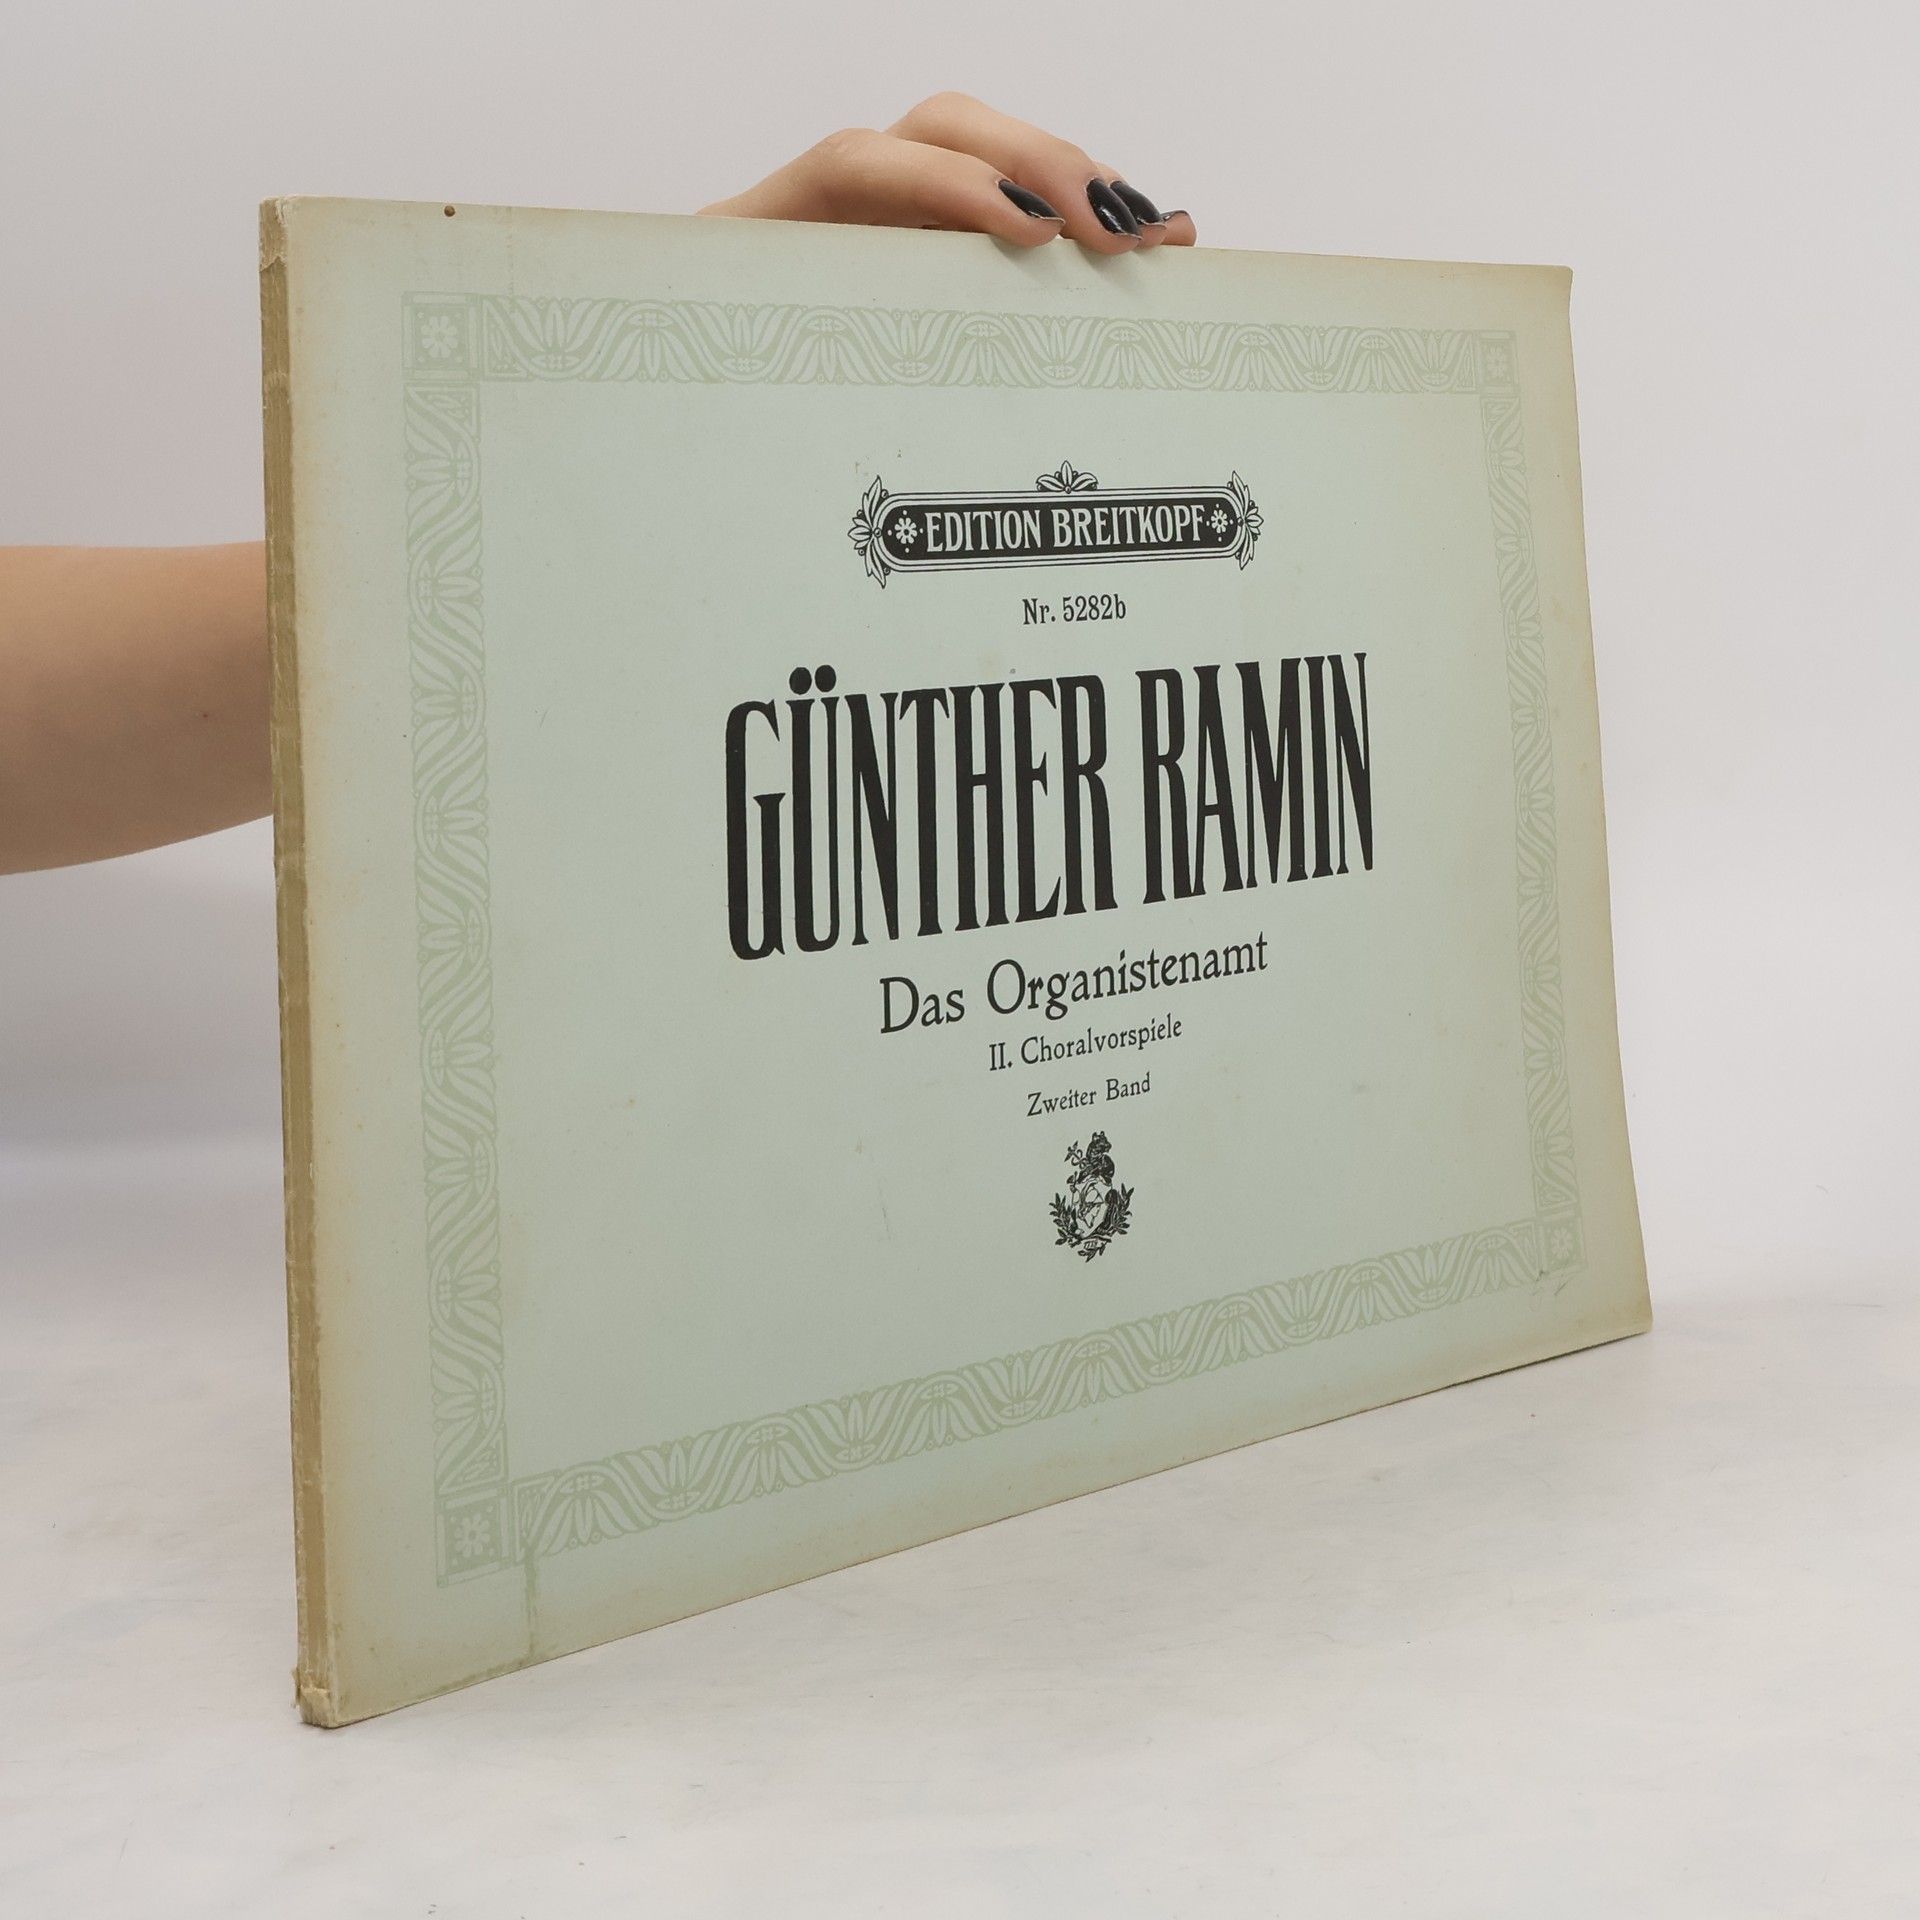 EDITION BREITKOPF
Nr. 5282b
GÜNTHER RAMIN
Das Organistenamt
II. Choralvorspiele
Zweiter Band